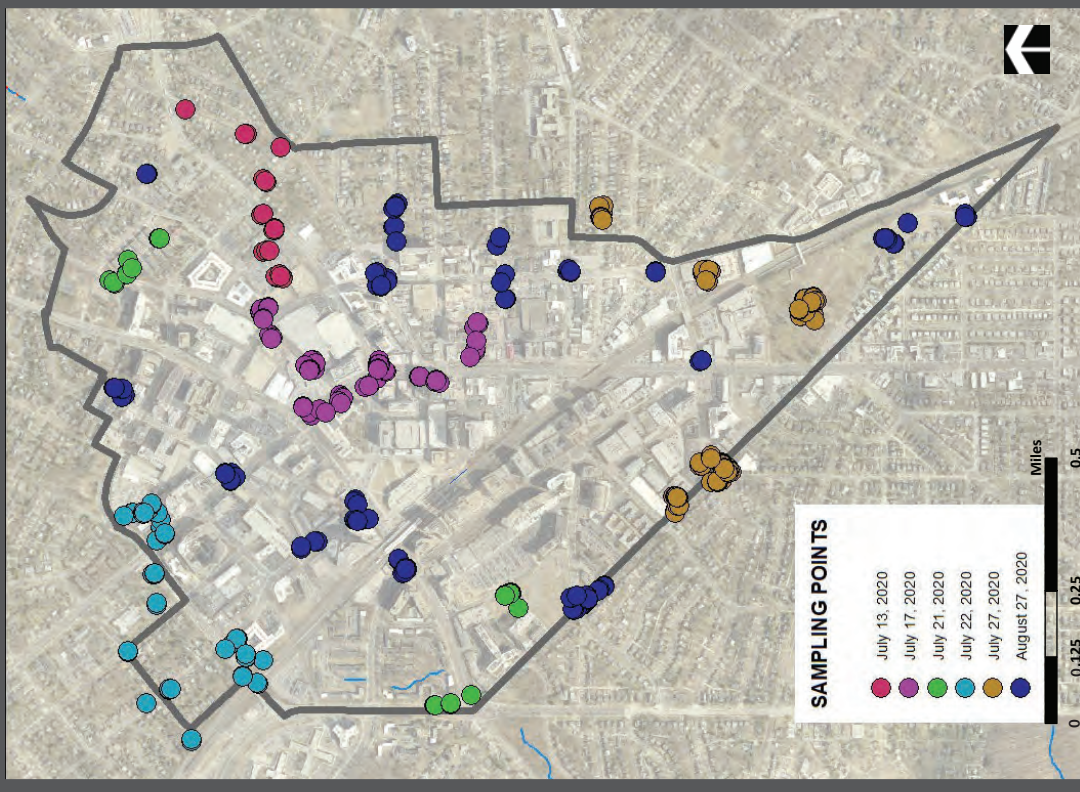 SAMPLING POINTS
July 13, 2020
July 17, 2020
July 21, 2020
July 22, 2020
July 27, 2020
August 27, 2020
Miles
0 0.125 0.25 0.5